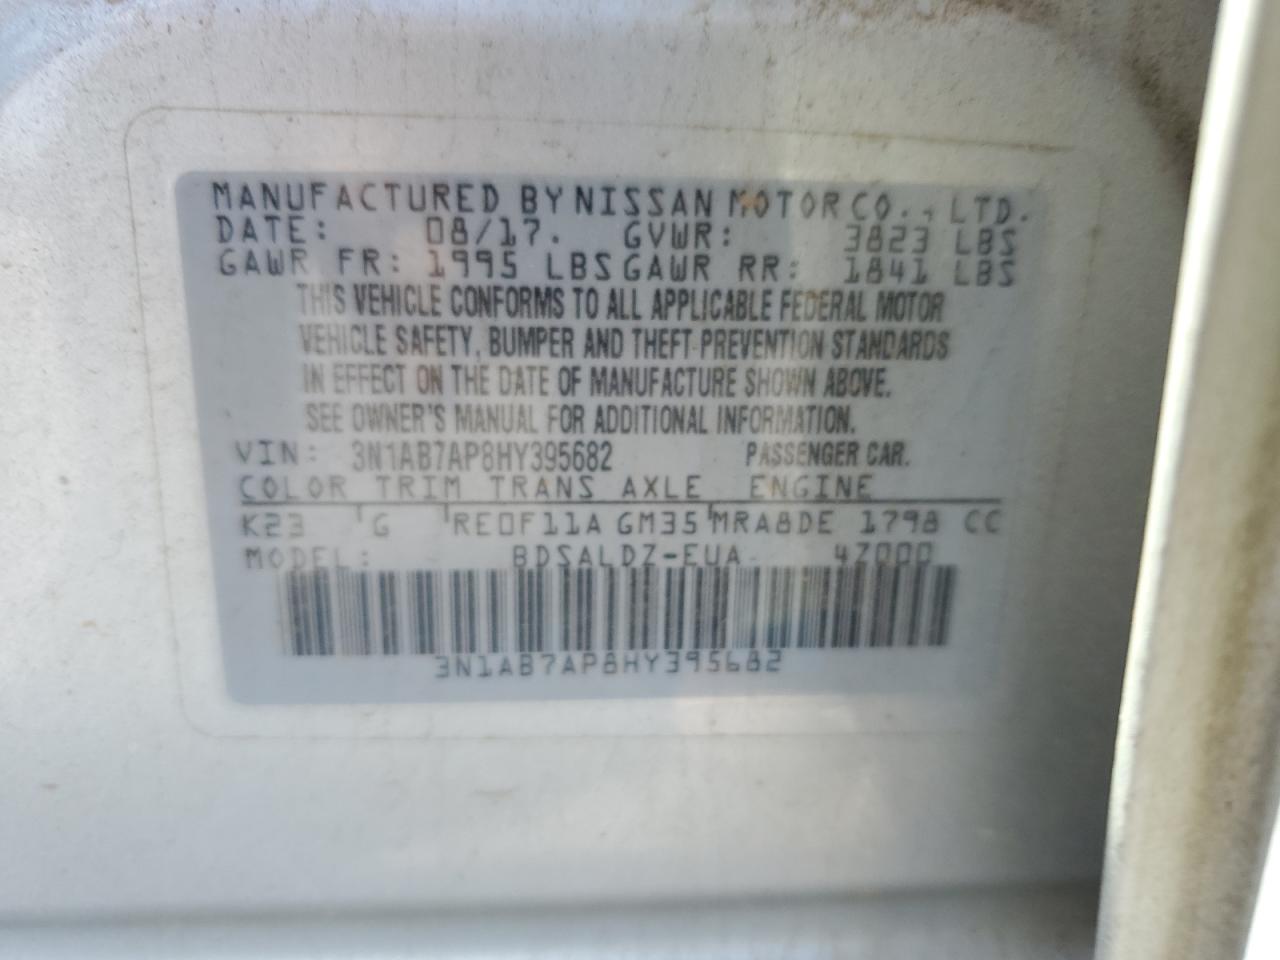 MANUFACTURED BY NISSAN MOTOR CO., LTD.
DATE: 08/17. GVWR: 3823 LBS
GAWR FR: 1995 LBS GAWR RR: 1841 LBS
THIS VEHICLE CONFORMS TO ALL APPLICABLE FEDERAL MOTOR
VEHICLE SAFETY, BUMPER AND THEFT PREVENTION STANDARDS
IN EFFECT ON THE DATE OF MANUFACTURE SHOWN ABOVE.
SEE OWNER'S MANUAL FOR ADDITIONAL INFORMATION.
VIN: 3N1AB7AP8HY395682 PASSENGER CAR.
COLOR TRIM TRANS AXLE ENGINE
K23 G RE0F11A GM35 MRA8DE 1798 CC
MODEL: BDSALDZ-EUA- 4Z000
3N1AB7AP8HY395682